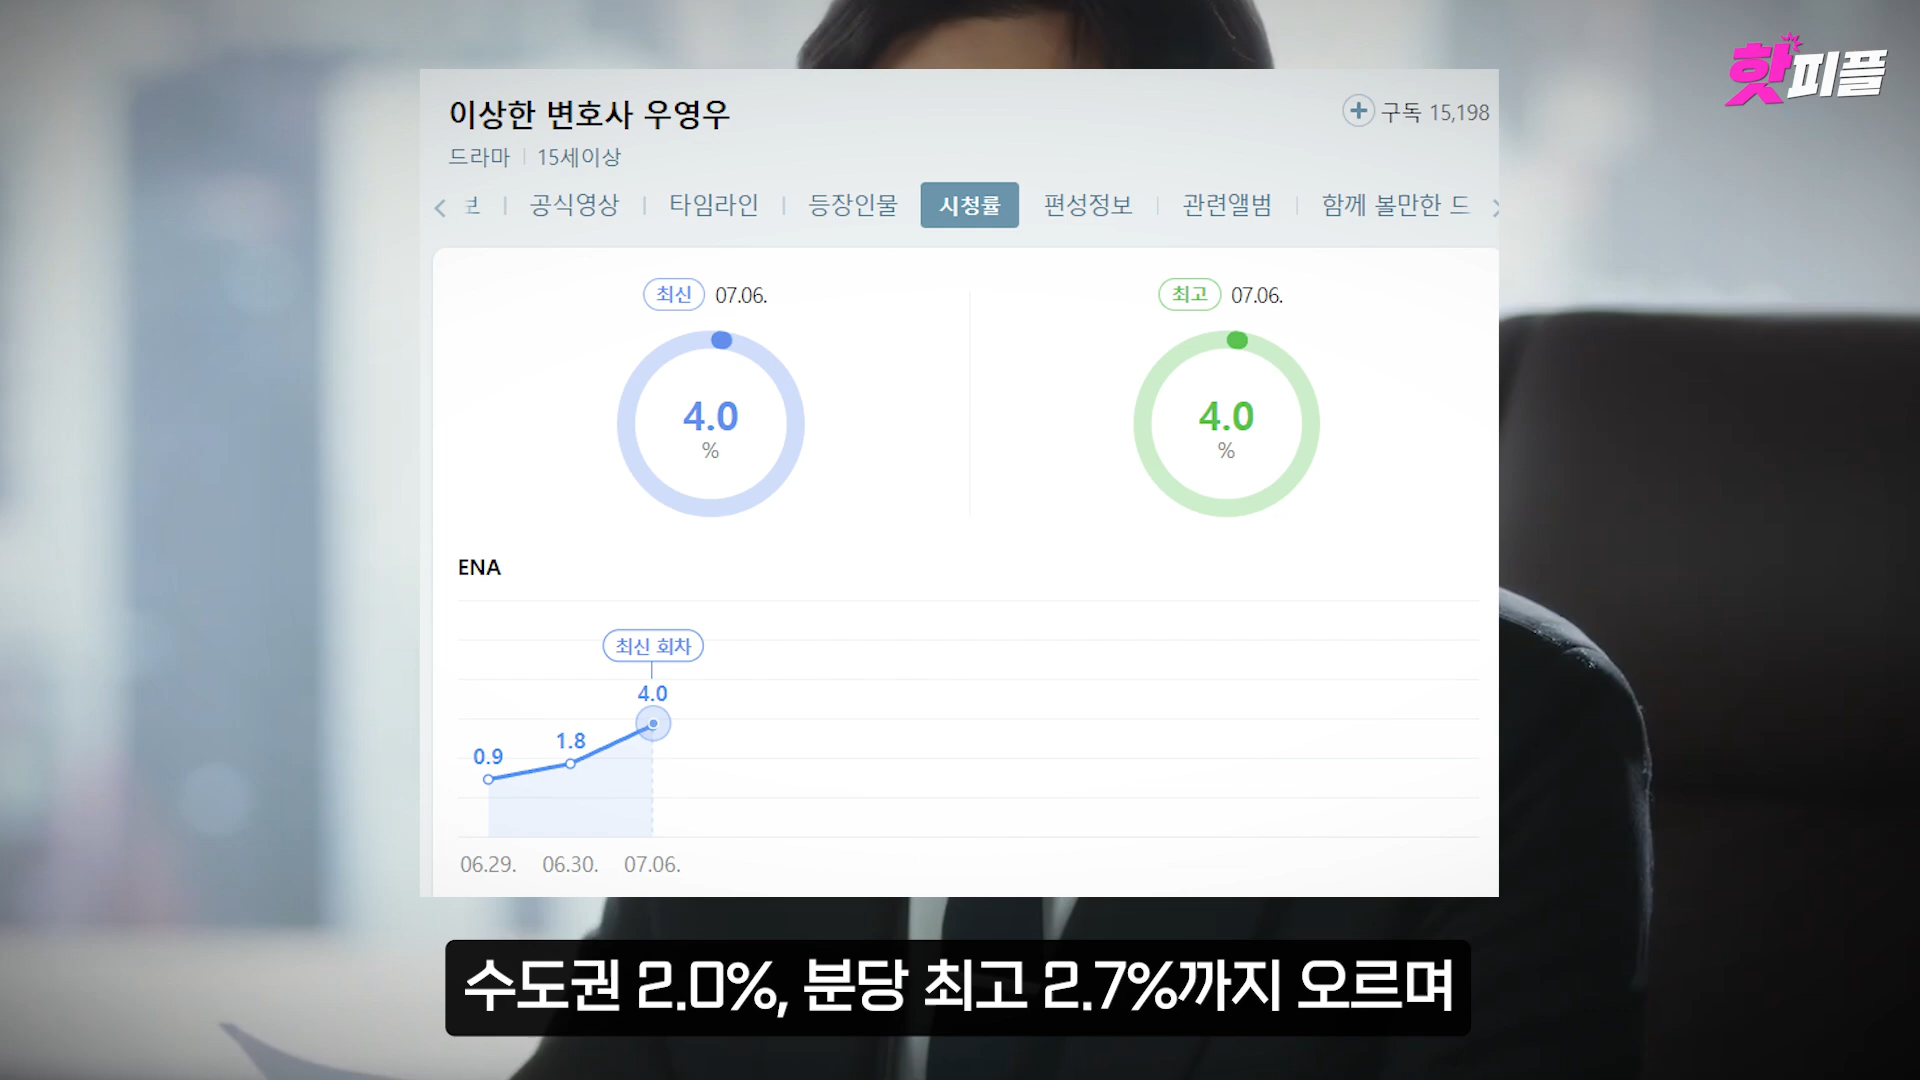 핫피플
이상한 변호사 우영우
구독 15,198
드라마 15세이상
공식영상 타임라인 등장인물 시청률 편성정보 관련앨범 함께 볼만한 드
최신 07.06.
최고 07.06.
4.0
%
4.0
%
ENA
최신 회차
4.0
1.8
0.9
06.29. 06.30. 07.06.
수도권 2.0%, 분당 최고 2.7%까지 오르며